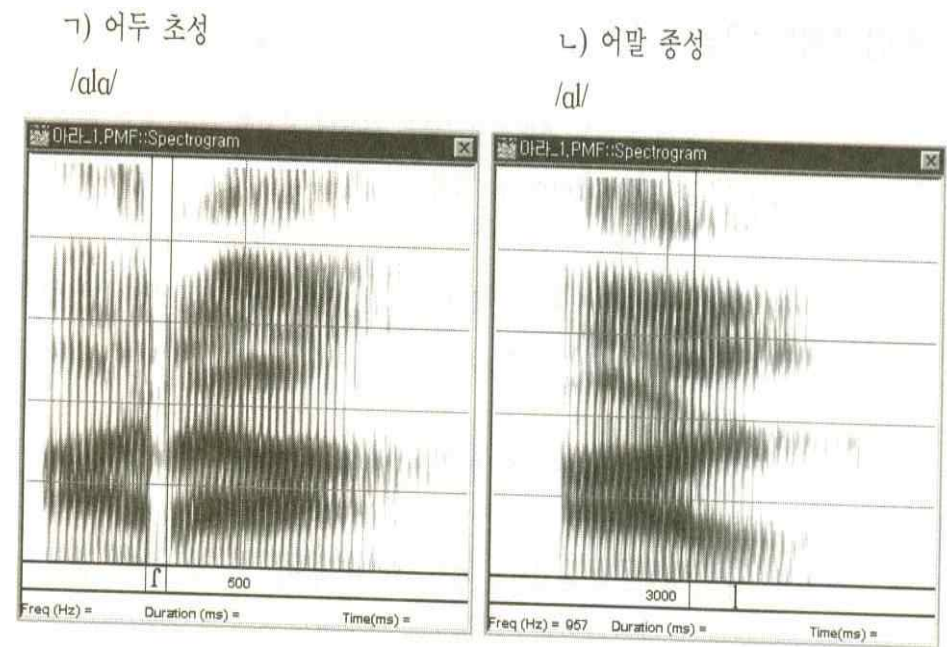 ㄱ) 어두 초성
/ala/
아라_1.PMF::Spectrogram
ɾ
500
Freq (Hz) =
Duration (ms) =
Time(ms) =
ㄴ) 어말 종성
/al/
아라_1.PMF::Spectrogram
3000
Freq (Hz) = 957
Duration (ms) =
Time(ms) =